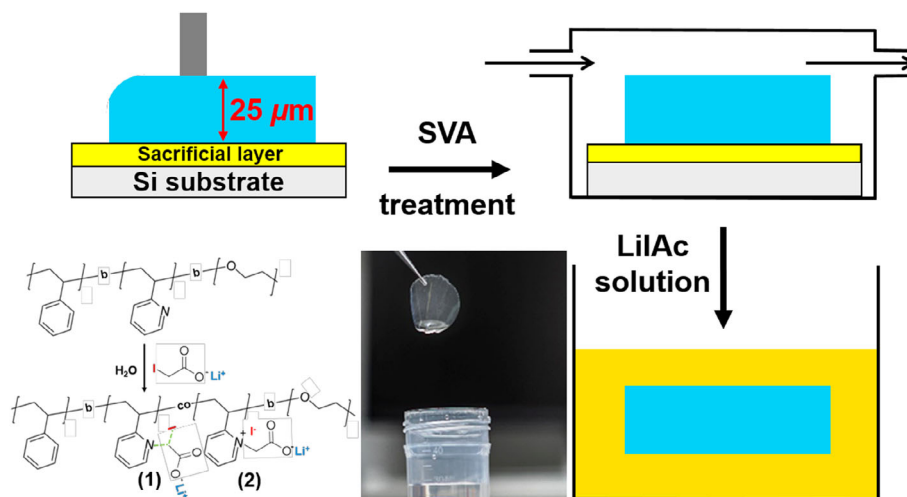 25 µm
Sacrificial layer
Si substrate
SVA
treatment
LiIAc
solution
b
b
O
N
H₂O
I
O
O⁻
Li⁺
b
co
b
O
N
I
O
O⁻
Li⁺
N
+
I⁻
O
O⁻
Li⁺
(1)
(2)